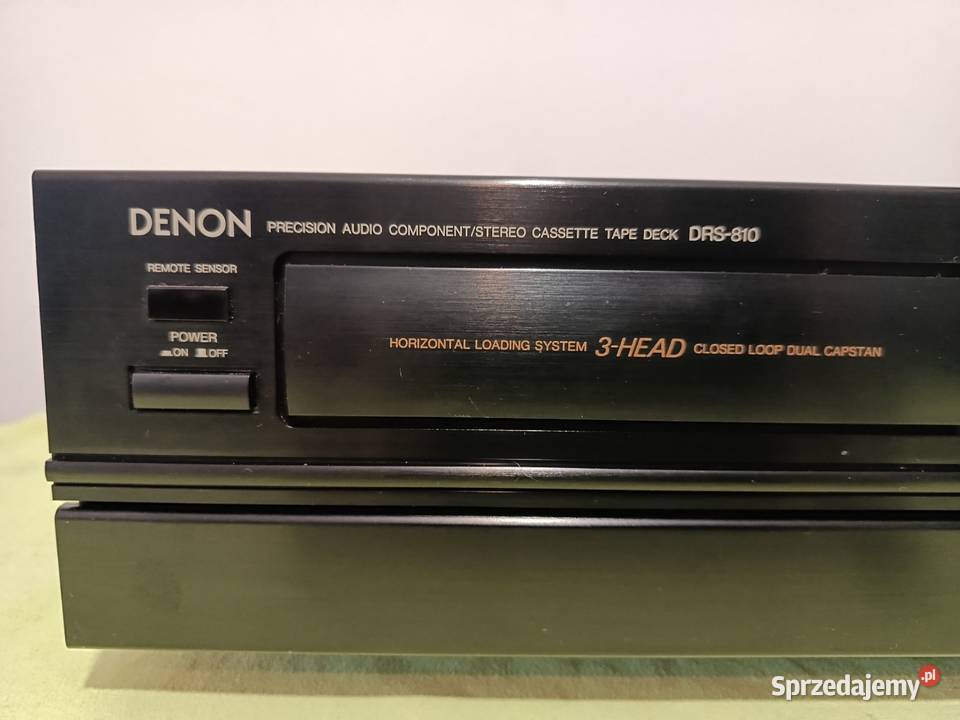 DENON PRECISION AUDIO COMPONENT/STEREO CASSETTE TAPE DECK DRS-810
REMOTE SENSOR
POWER
ON OFF
HORIZONTAL LOADING SYSTEM 3-HEAD CLOSED LOOP DUAL CAPSTAN
Sprzedajemy.pl